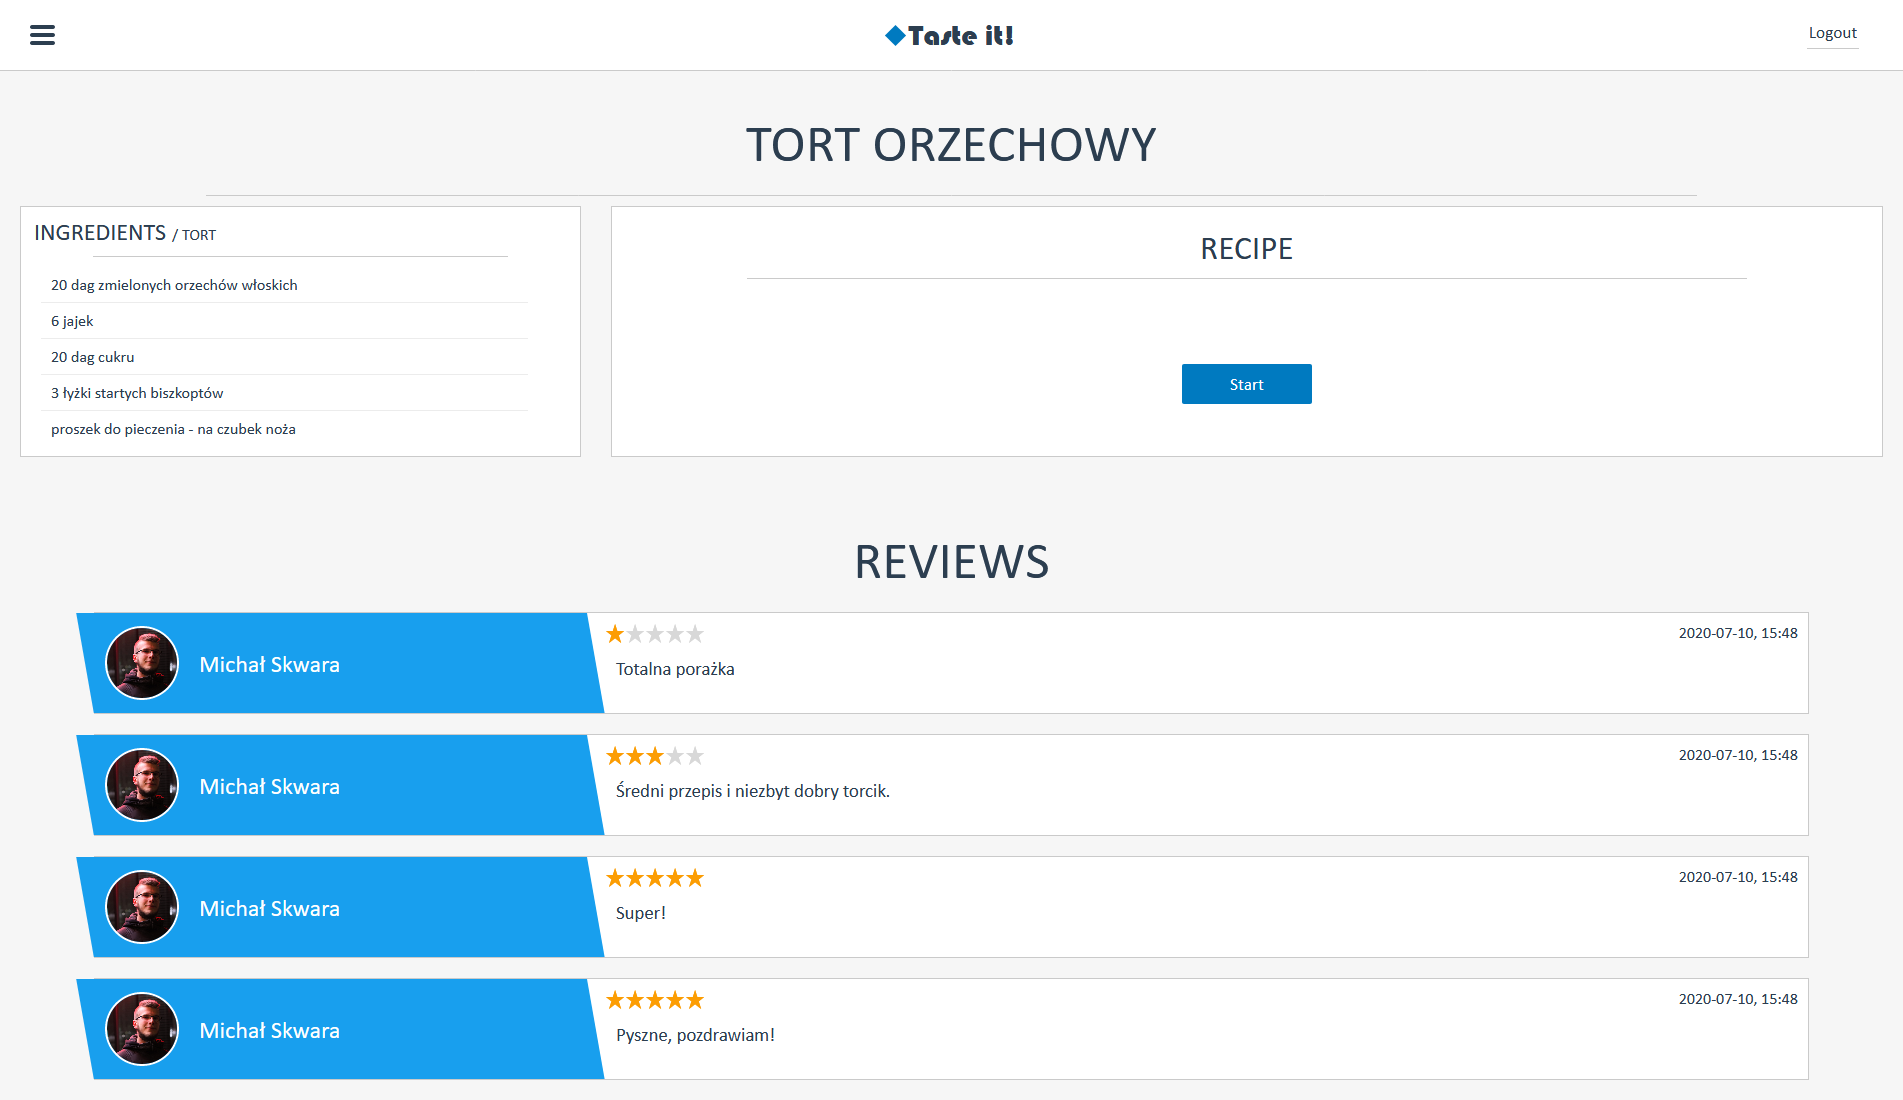 Taste it!
Logout
TORT ORZECHOWY
INGREDIENTS / TORT
20 dag zmielonych orzechów włoskich
6 jajek
20 dag cukru
3 łyżki startych biszkoptów
proszek do pieczenia - na czubek noża
RECIPE
Start
REVIEWS
Michał Skwara
2020-07-10, 15:48
Totalna porażka
Michał Skwara
2020-07-10, 15:48
Średni przepis i niezbyt dobry torcik.
Michał Skwara
2020-07-10, 15:48
Super!
Michał Skwara
2020-07-10, 15:48
Pyszne, pozdrawiam!